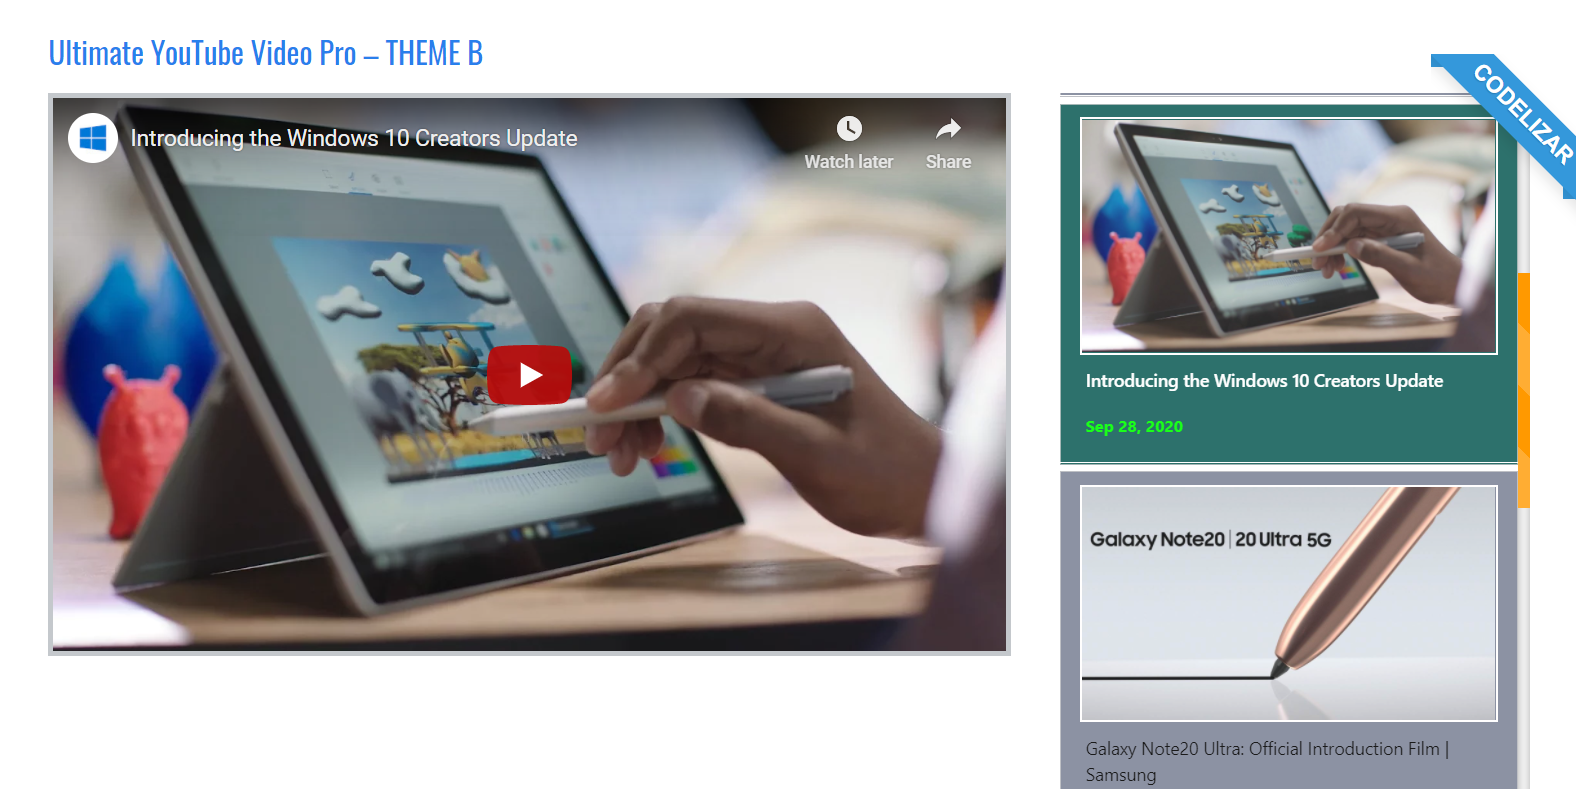 Ultimate YouTube Video Pro – THEME B
Introducing the Windows 10 Creators Update
Watch later
Share
CODELIZAR
Introducing the Windows 10 Creators Update
Sep 28, 2020
Galaxy Note20 | 20 Ultra 5G
Galaxy Note20 Ultra: Official Introduction Film |
Samsung